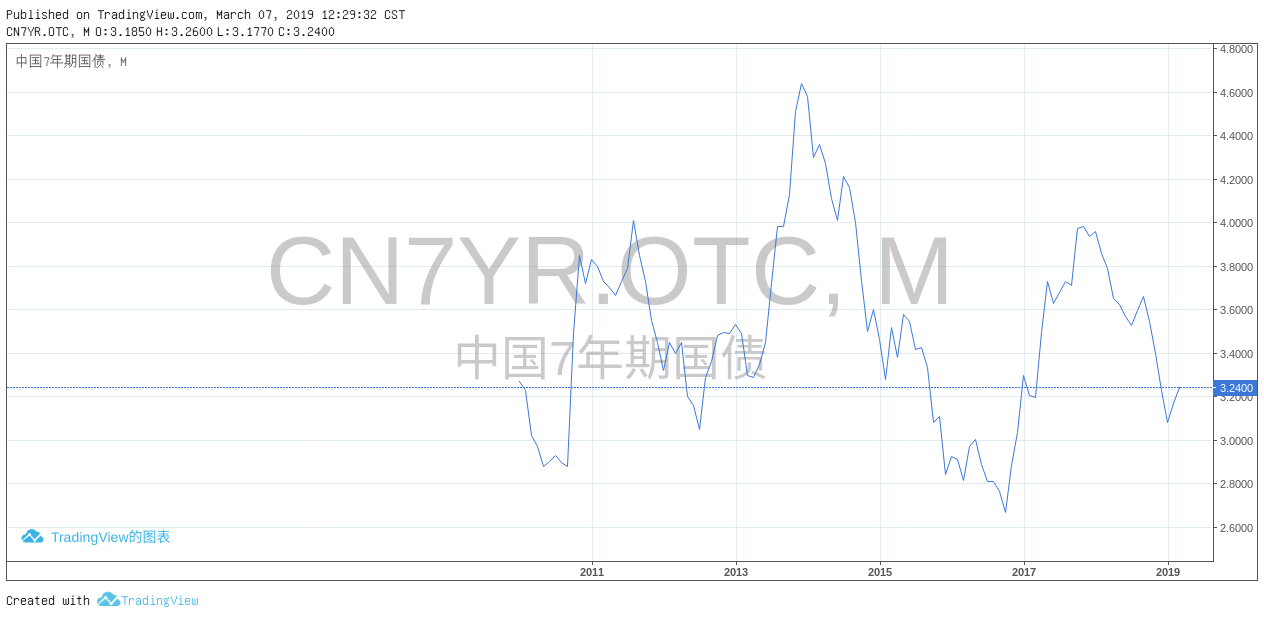 Published on TradingView.com, March 07, 2019 12:29:32 CST
CN7YR.OTC, M O:3.1850 H:3.2600 L:3.1770 C:3.2400
中国7年期国债, M
4.8000
4.6000
4.4000
4.2000
4.0000
CN7YR.OTC, M
3.8000
3.6000
中国7年期国债
3.4000
3.2400
3.2000
3.0000
2.8000
2.6000
TradingView的图表
2011 2013 2015 2017 2019
Created with TradingView